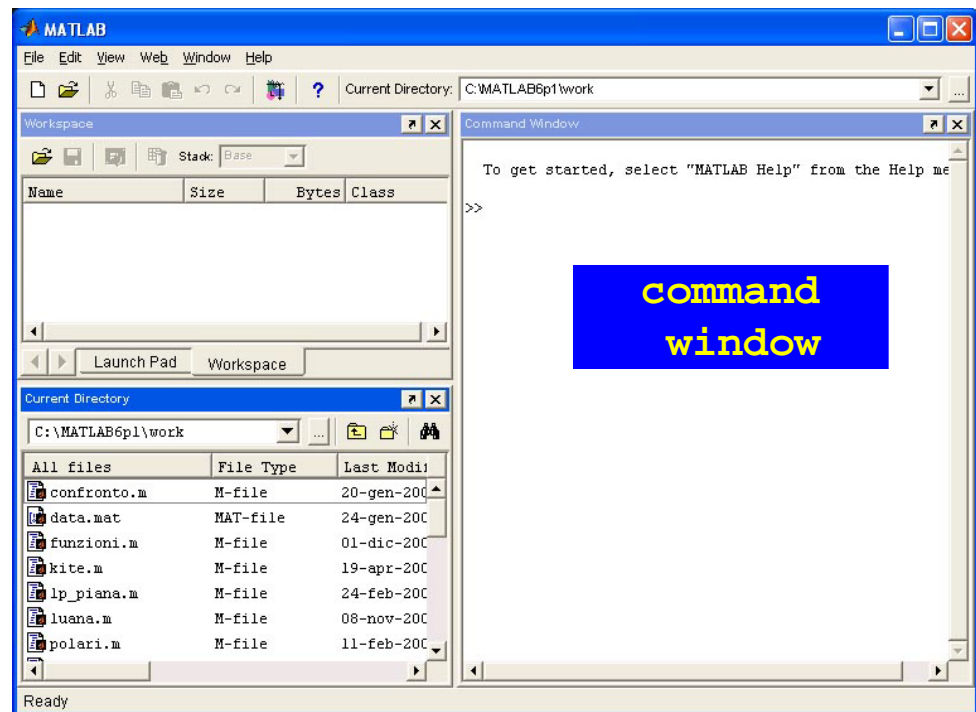 MATLAB
File Edit View Web Window Help
? Current Directory: C:\MATLAB6p1\work ...
Workspace
Stack: Base
Name Size Bytes Class
Launch Pad Workspace
Current Directory
C:\MATLAB6p1\work ...
All files File Type Last Modif
confronto.m M-file 20-gen-200
data.mat MAT-file 24-gen-200
funzioni.m M-file 01-dic-200
kite.m M-file 19-apr-200
lp_piana.m M-file 24-feb-200
luana.m M-file 08-nov-200
polari.m M-file 11-feb-200
Command Window
To get started, select "MATLAB Help" from the Help me
>>
command
window
Ready